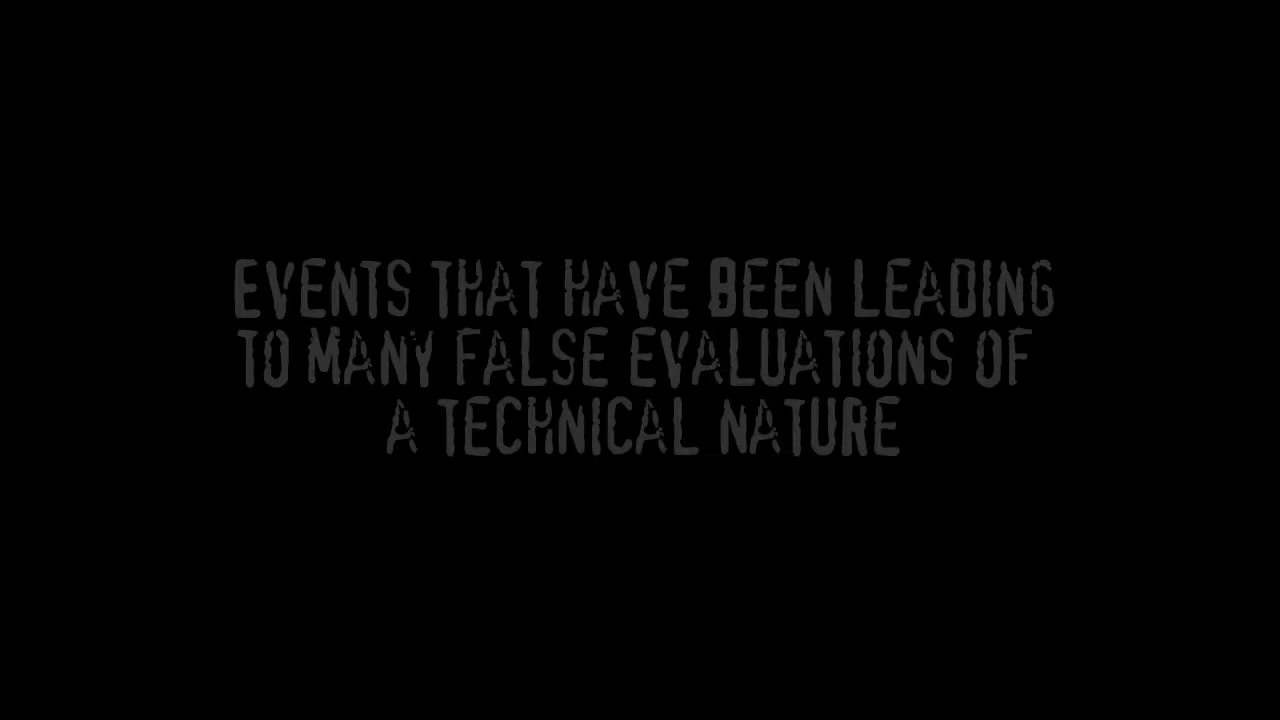 EVENTS THAT HAVE BEEN LEADING
TO MANY FALSE EVALUATIONS OF
A TECHNICAL NATURE